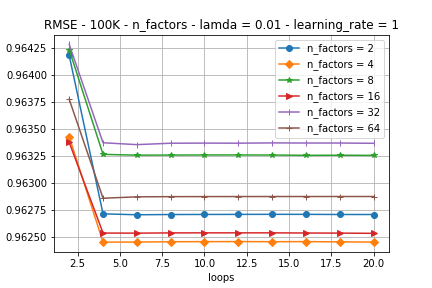 RMSE - 100K - n_factors - lamda = 0.01 - learning_rate = 1
n_factors = 2
n_factors = 4
n_factors = 8
n_factors = 16
n_factors = 32
n_factors = 64
0.96425
0.96400
0.96375
0.96350
0.96325
0.96300
0.96275
0.96250
2.5 5.0 7.5 10.0 12.5 15.0 17.5 20.0
loops